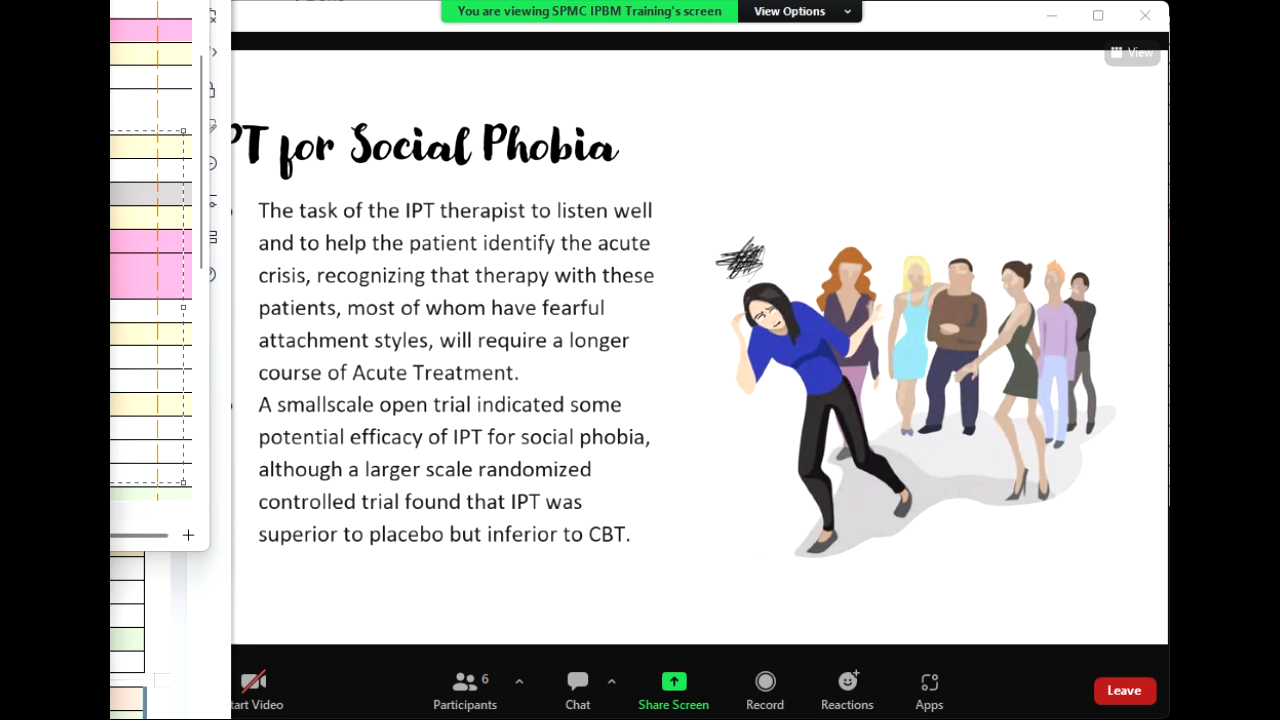 You are viewing SPMC IPBM Training's screen
View Options
View
PT for Social Phobia
The task of the IPT therapist to listen well
and to help the patient identify the acute
crisis, recognizing that therapy with these
patients, most of whom have fearful
attachment styles, will require a longer
course of Acute Treatment.
A smallscale open trial indicated some
potential efficacy of IPT for social phobia,
although a larger scale randomized
controlled trial found that IPT was
superior to placebo but inferior to CBT.
tart Video
6
Participants
Chat
Share Screen
Record
Reactions
Apps
Leave